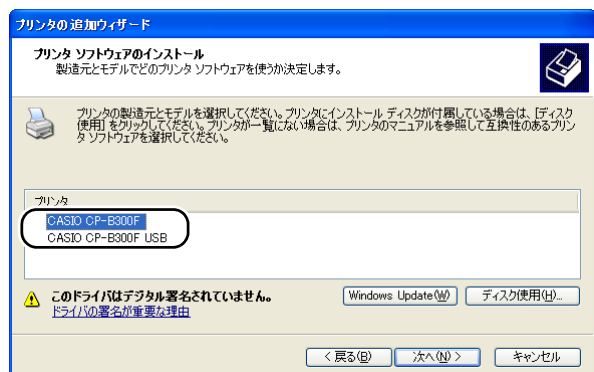 プリンタの追加ウィザード
プリンタ ソフトウェアのインストール
製造元とモデルでどのプリンタ ソフトウェアを使うか決定します。
プリンタの製造元とモデルを選択してください。プリンタにインストール ディスクが付属している場合は、[ディスク
使用] をクリックしてください。プリンタが一覧にない場合は、プリンタのマニュアルを参照して互換性のあるプリン
タ ソフトウェアを選択してください。
プリンタ
CASIO CP-B300F
CASIO CP-B300F USB
このドライバはデジタル署名されていません。
Windows Update(W)
ディスク使用(H)...
ドライバの署名が重要な理由
< 戻る(B)
次へ(N) >
キャンセル